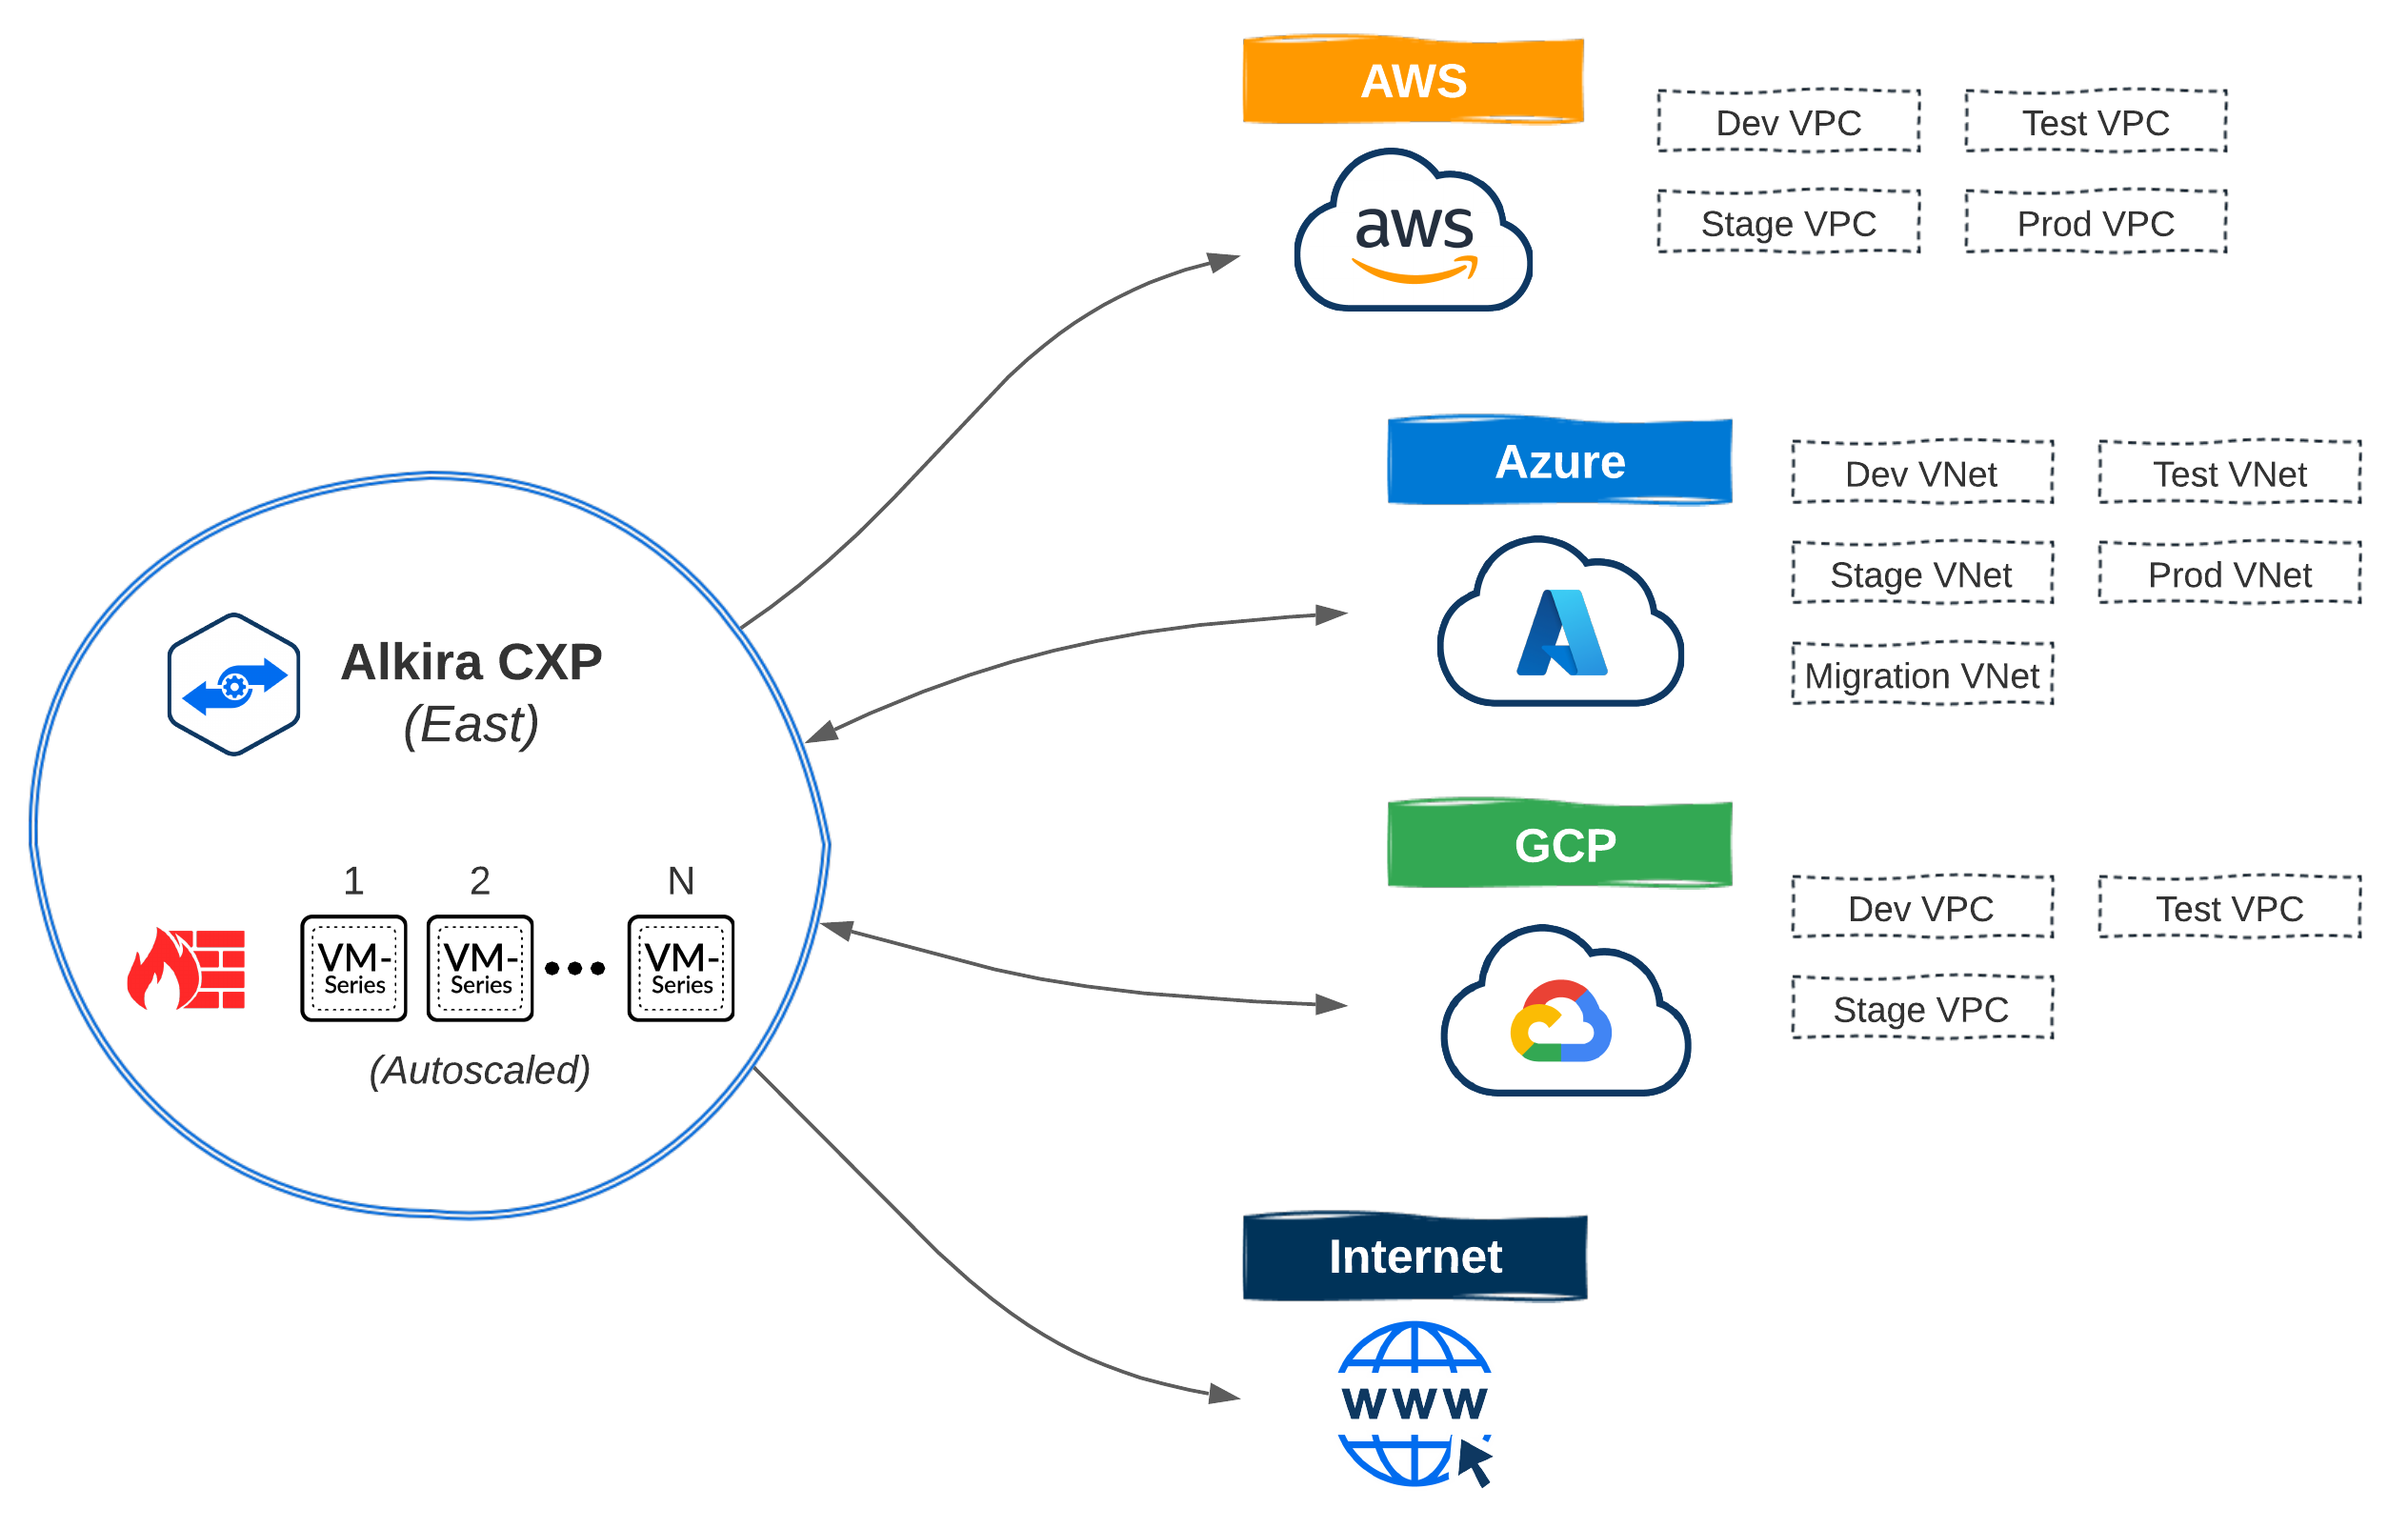 AWS
aws
Dev VPC
Test VPC
Stage VPC
Prod VPC
Azure
Dev VNet
Test VNet
Stage VNet
Prod VNet
Migration VNet
Alkira CXP
(East)
1
2
N
VM-
Series
VM-
Series
VM-
Series
(Autoscaled)
GCP
Dev VPC
Test VPC
Stage VPC
Internet
www